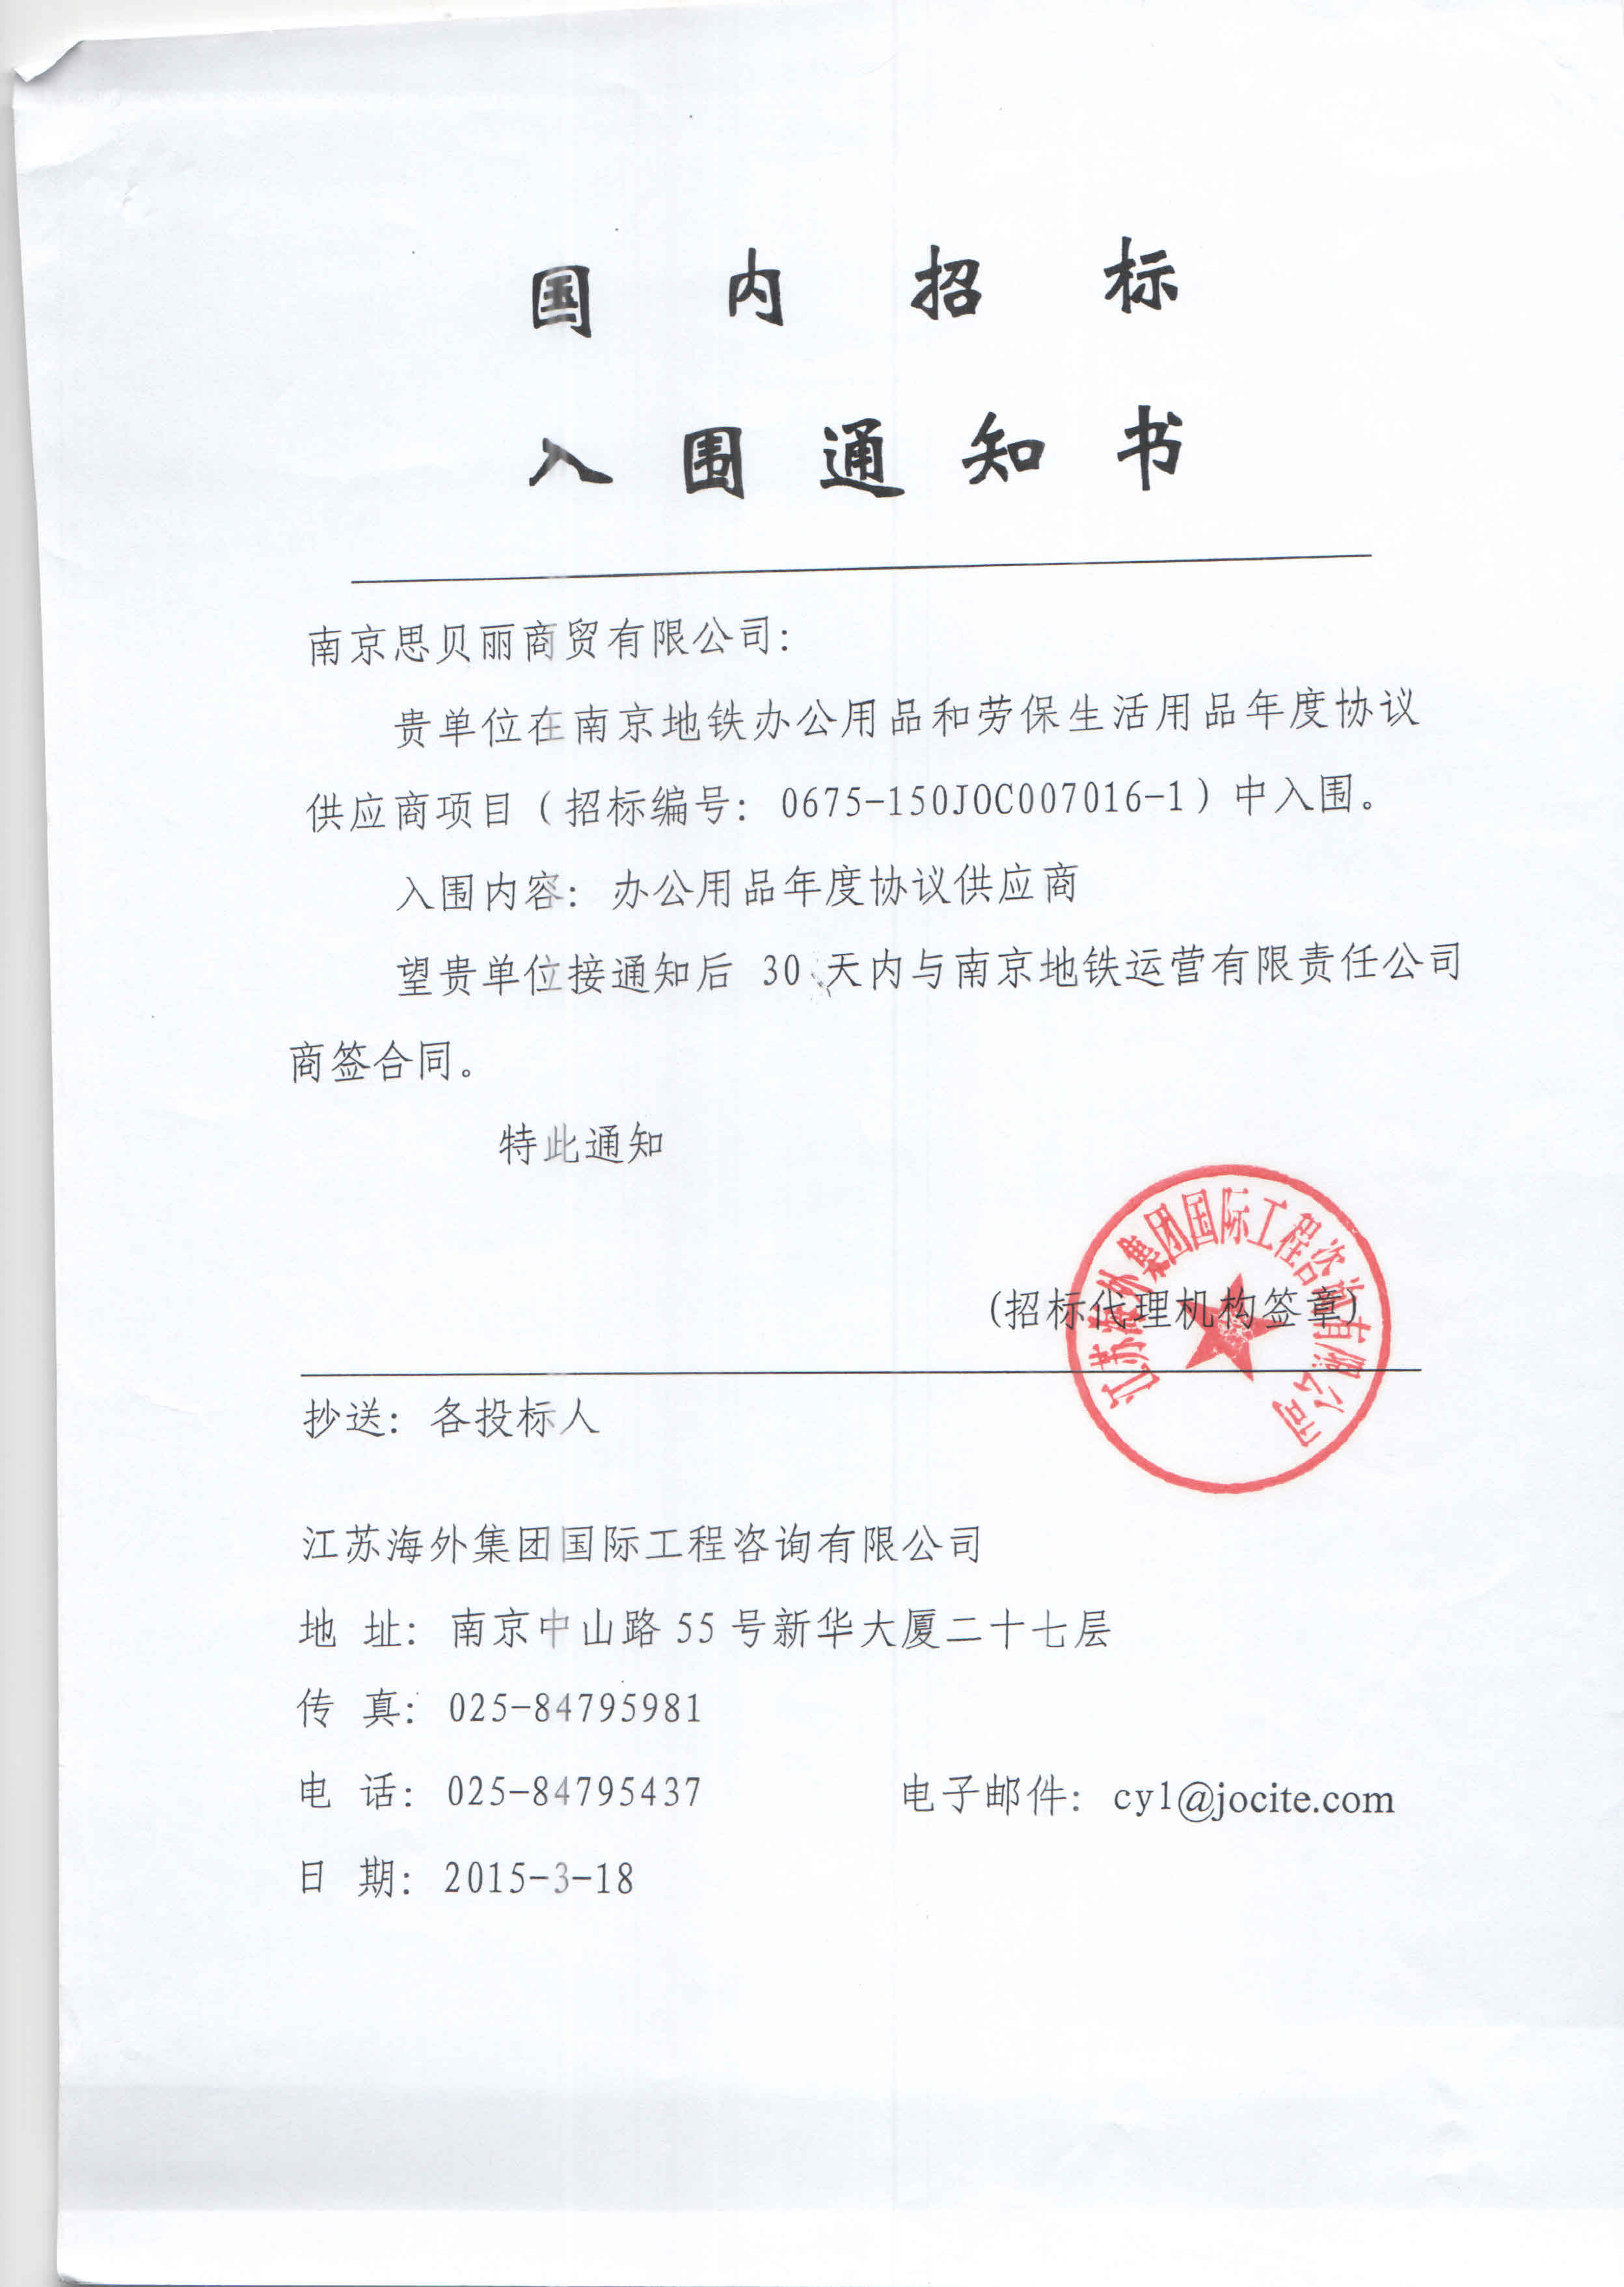 国内招标
入围通知书
南京思贝丽商贸有限公司：
贵单位在南京地铁办公用品和劳保生活用品年度协议
供应商项目（招标编号：0675-150JOC007016-1）中入围。
入围内容：办公用品年度协议供应商
望贵单位接通知后 30 天内与南京地铁运营有限责任公司
商签合同。
特此通知
江苏海外集团国际工程咨询有限公司
(招标代理机构签章)
抄送：各投标人
江苏海外集团国际工程咨询有限公司
地 址：南京中山路 55 号新华大厦二十七层
传 真：025-84795981
电 话：025-84795437 电子邮件：cyl@jocite.com
日 期：2015-3-18